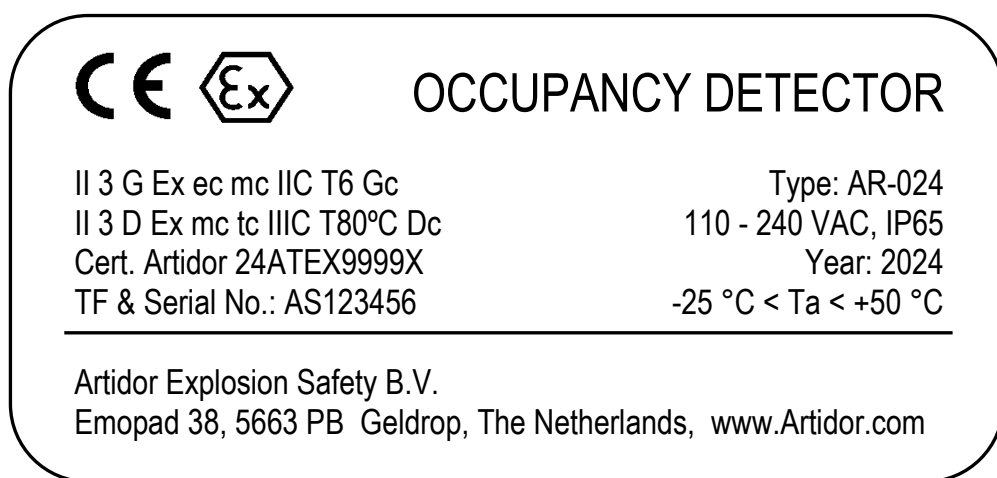 CE Ex OCCUPANCY DETECTOR
II 3 G Ex ec mc IIC T6 Gc
Type: AR-024
II 3 D Ex mc tc IIIC T80ºC Dc
110 - 240 VAC, IP65
Cert. Artidor 24ATEX9999X
Year: 2024
TF & Serial No.: AS123456
-25 °C < Ta < +50 °C
Artidor Explosion Safety B.V.
Emopad 38, 5663 PB  Geldrop, The Netherlands,  www.Artidor.com